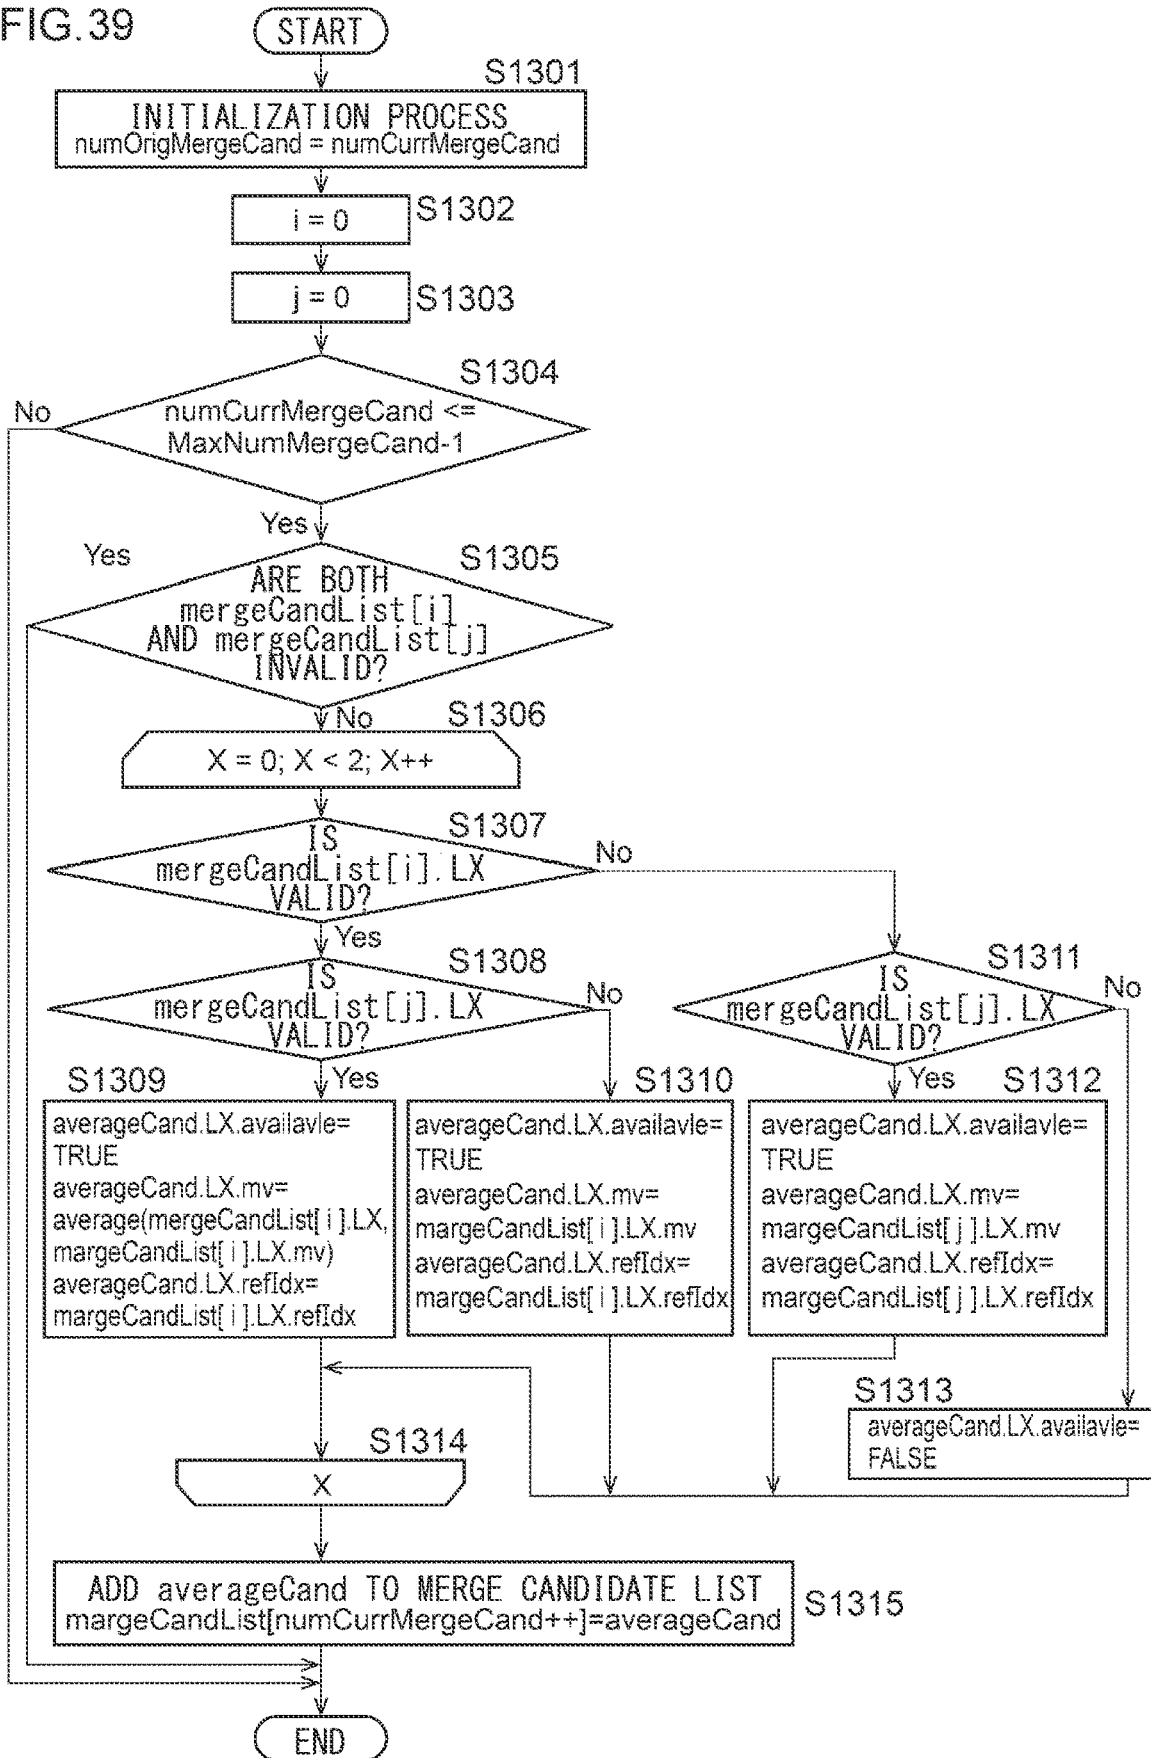 FIG.39
START
S1301
INITIALIZATION PROCESS
numOrigMergeCand = numCurrMergeCand
i = 0
S1302
j = 0
S1303
S1304
No
numCurrMergeCand <=
MaxNumMergeCand-1
Yes
Yes
S1305
ARE BOTH
mergeCandList[i]
AND mergeCandList[j]
INVALID?
No
S1306
X = 0; X < 2; X++
S1307
IS
mergeCandList[i].LX
VALID?
No
Yes
S1308
IS
mergeCandList[j].LX
VALID?
No
S1311
IS
mergeCandList[j].LX
VALID?
No
S1309
Yes
averageCand.LX.availavle=
TRUE
averageCand.LX.mv=
average(mergeCandList[ i ].LX,
margeCandList[ i ].LX.mv)
averageCand.LX.refIdx=
margeCandList[ i ].LX.refIdx
S1310
averageCand.LX.availavle=
TRUE
averageCand.LX.mv=
margeCandList[ i ].LX.mv
averageCand.LX.refIdx=
margeCandList[ i ].LX.refIdx
Yes
S1312
averageCand.LX.availavle=
TRUE
averageCand.LX.mv=
margeCandList[ j ].LX.mv
averageCand.LX.refIdx=
margeCandList[ j ].LX.refIdx
S1313
averageCand.LX.availavle=
FALSE
S1314
X
ADD averageCand TO MERGE CANDIDATE LIST
margeCandList[numCurrMergeCand++]=averageCand
S1315
END